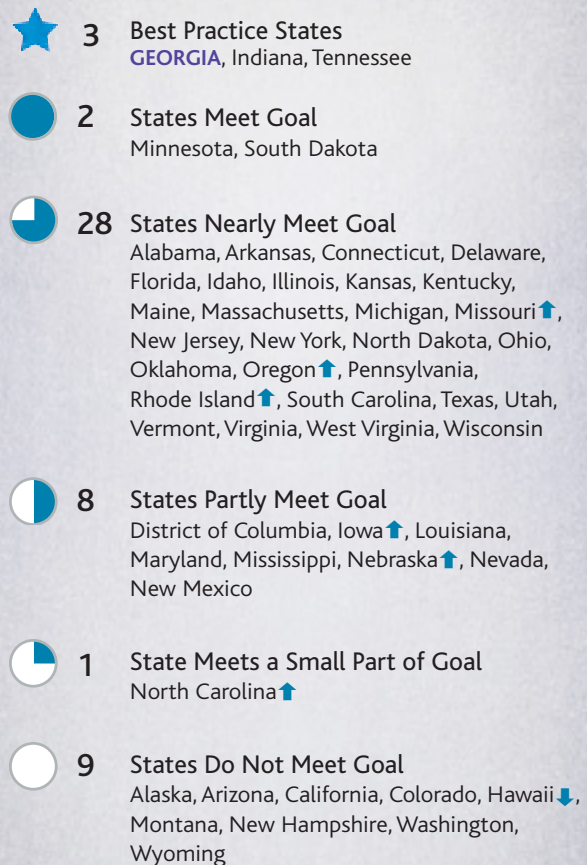 3 Best Practice States
GEORGIA, Indiana, Tennessee
2 States Meet Goal
Minnesota, South Dakota
28 States Nearly Meet Goal
Alabama, Arkansas, Connecticut, Delaware,
Florida, Idaho, Illinois, Kansas, Kentucky,
Maine, Massachusetts, Michigan, Missouri⬆,
New Jersey, New York, North Dakota, Ohio,
Oklahoma, Oregon⬆, Pennsylvania,
Rhode Island⬆, South Carolina, Texas, Utah,
Vermont, Virginia, West Virginia, Wisconsin
8 States Partly Meet Goal
District of Columbia, Iowa⬆, Louisiana,
Maryland, Mississippi, Nebraska⬆, Nevada,
New Mexico
1 State Meets a Small Part of Goal
North Carolina⬆
9 States Do Not Meet Goal
Alaska, Arizona, California, Colorado, Hawaii⬇,
Montana, New Hampshire, Washington,
Wyoming